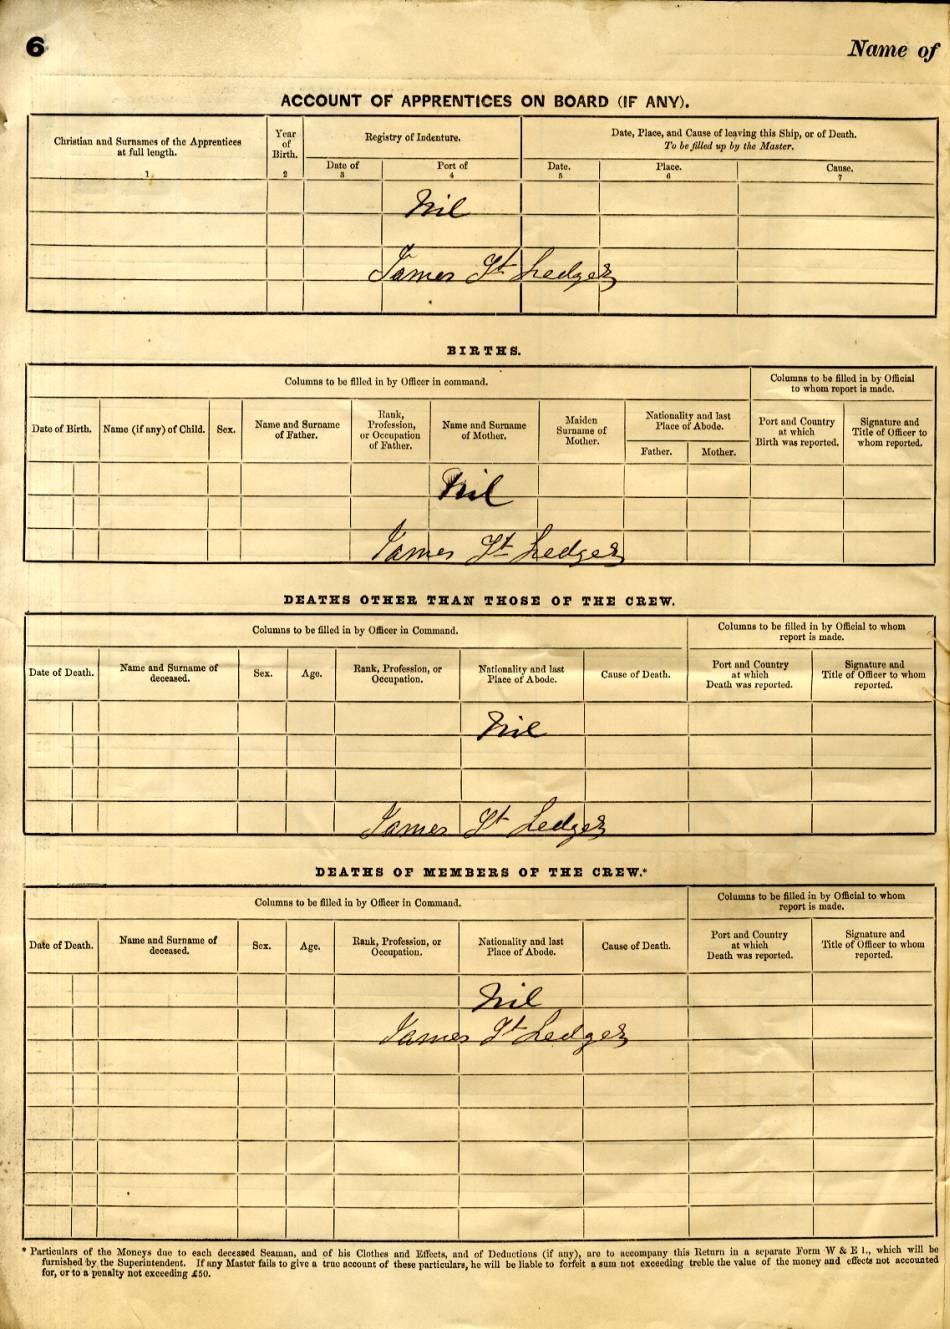 6 Name of
ACCOUNT OF APPRENTICES ON BOARD (IF ANY).
Christian and Surnames of the Apprentices at full length. Year of Birth. Registry of Indenture. Date, Place, and Cause of leaving this Ship, or of Death. To be filled up by the Master.
Date of Port of Date. Place. Cause.
1 2 3 4 5 6 7
Nil
James St Ledger
BIRTHS.
Columns to be filled in by Officer in command. Columns to be filled in by Official to whom report is made.
Date of Birth. Name (if any) of Child. Sex. Name and Surname of Father. Rank, Profession, or Occupation of Father. Name and Surname of Mother. Maiden Surname of Mother. Nationality and last Place of Abode. Father. Mother. Port and Country at which Birth was reported. Signature and Title of Officer to whom reported.
Nil
James St Ledger
DEATHS OTHER THAN THOSE OF THE CREW.
Columns to be filled in by Officer in Command. Columns to be filled in by Official to whom report is made.
Date of Death. Name and Surname of deceased. Sex. Age. Rank, Profession, or Occupation. Nationality and last Place of Abode. Cause of Death. Port and Country at which Death was reported. Signature and Title of Officer to whom reported.
Nil
James St Ledger
DEATHS OF MEMBERS OF THE CREW.*
Columns to be filled in by Officer in Command. Columns to be filled in by Official to whom report is made.
Date of Death. Name and Surname of deceased. Sex. Age. Rank, Profession, or Occupation. Nationality and last Place of Abode. Cause of Death. Port and Country at which Death was reported. Signature and Title of Officer to whom reported.
Nil
James St Ledger
* Particulars of the Moneys due to each deceased Seaman, and of his Clothes and Effects, and of Deductions (if any), are to accompany this Return in a separate Form W & E 1., which will be
furnished by the Superintendent. If any Master fails to give a true account of these particulars, he will be liable to forfeit a sum not exceeding treble the value of the money and effects not accounted
for, or to a penalty not exceeding £50.